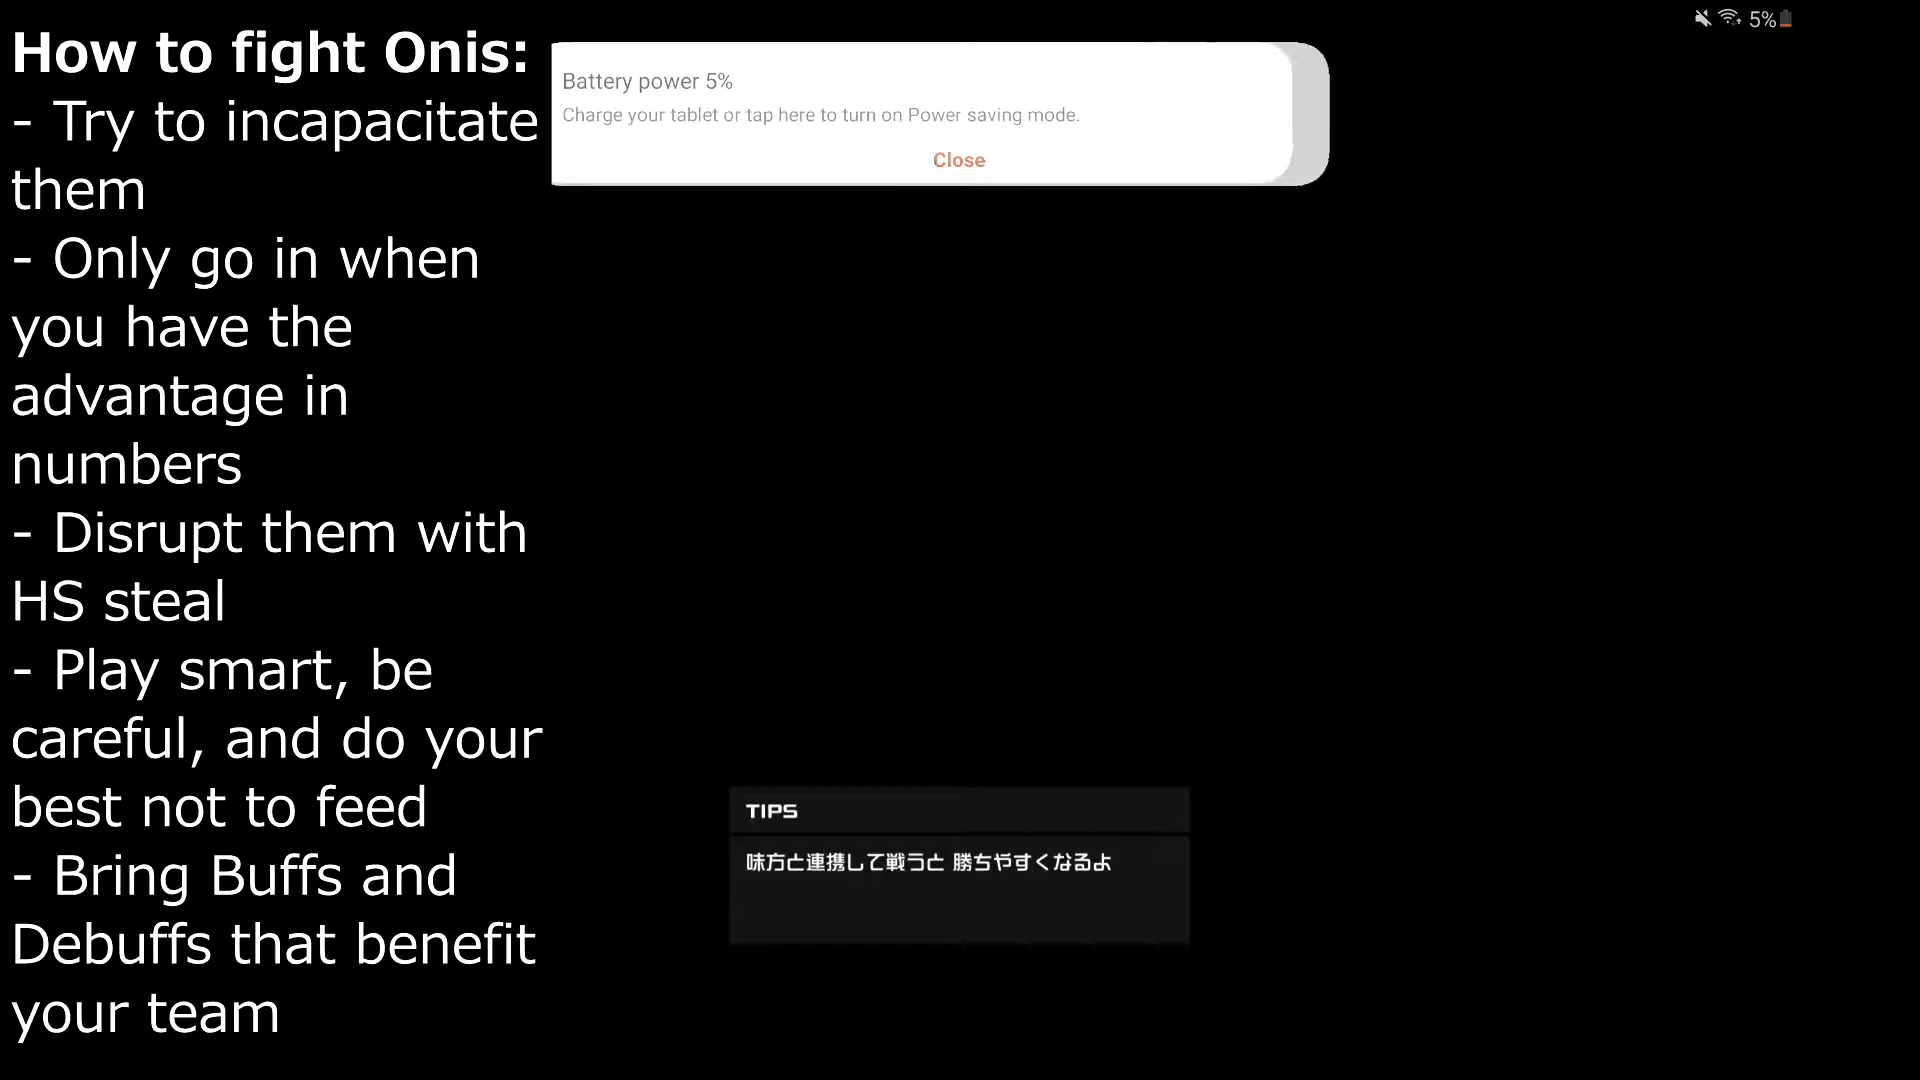 How to fight Onis:
- Try to incapacitate
them
- Only go in when
you have the
advantage in
numbers
- Disrupt them with
HS steal
- Play smart, be
careful, and do your
best not to feed
- Bring Buffs and
Debuffs that benefit
your team
5%
Battery power 5%
Charge your tablet or tap here to turn on Power saving mode.
Close
TIPS
味方と連携して戦うと 勝ちやすくなるよ